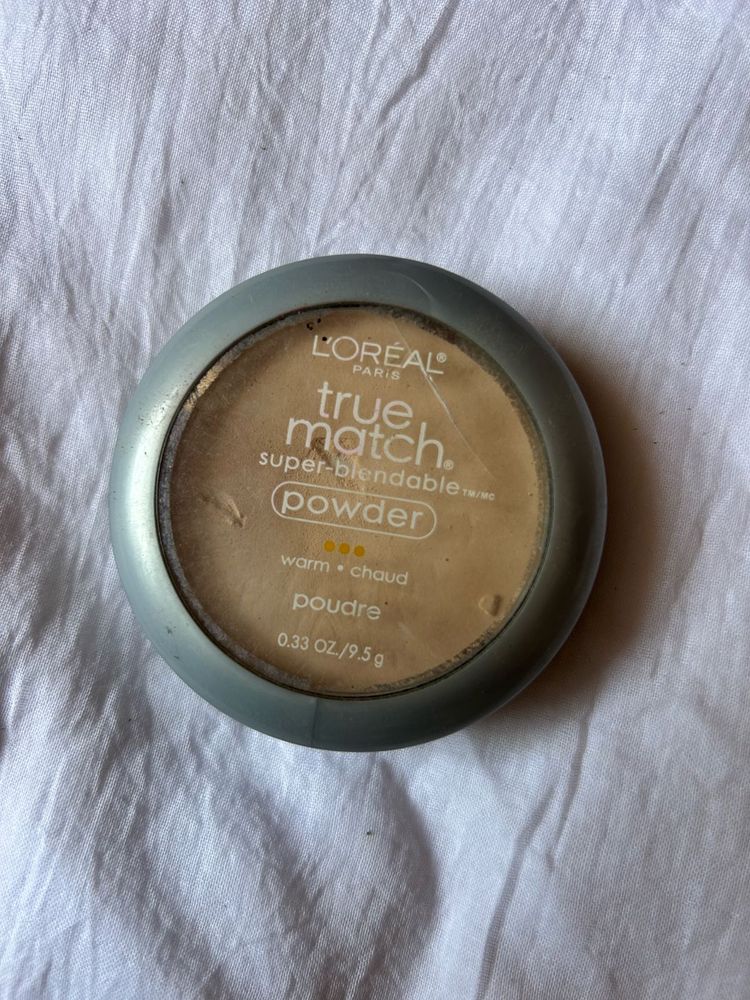 L'ORÉAL®
PARIS
true
match®
super-blendable™/MC
powder
warm • chaud
poudre
0.33 OZ./9.5 g